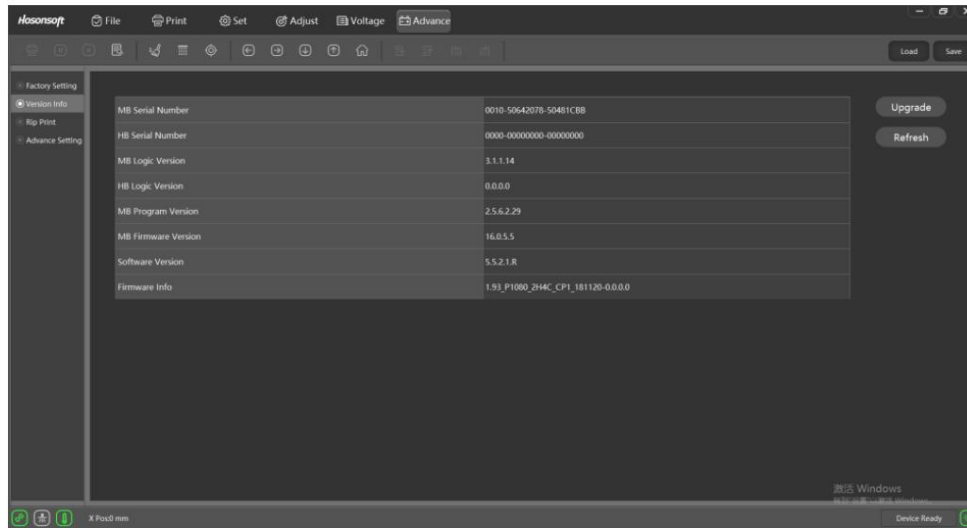 Hosonsoft File Print Set Adjust Voltage Advance
Load Save
Factory Setting
Version Info
Rip Print
Advance Setting
MB Serial Number 0010-50642078-50481CBB
HB Serial Number 0000-00000000-00000000
MB Logic Version 3.1.1.14
HB Logic Version 0.0.0.0
MB Program Version 2.5.6.2.29
MB Firmware Version 16.0.5.5
Software Version 5.5.2.1.R
Firmware Info 1.93_P1080_2H4C_CP1_181120-0.0.0.0
Upgrade
Refresh
激活 Windows
X Pos:0 mm
Device Ready